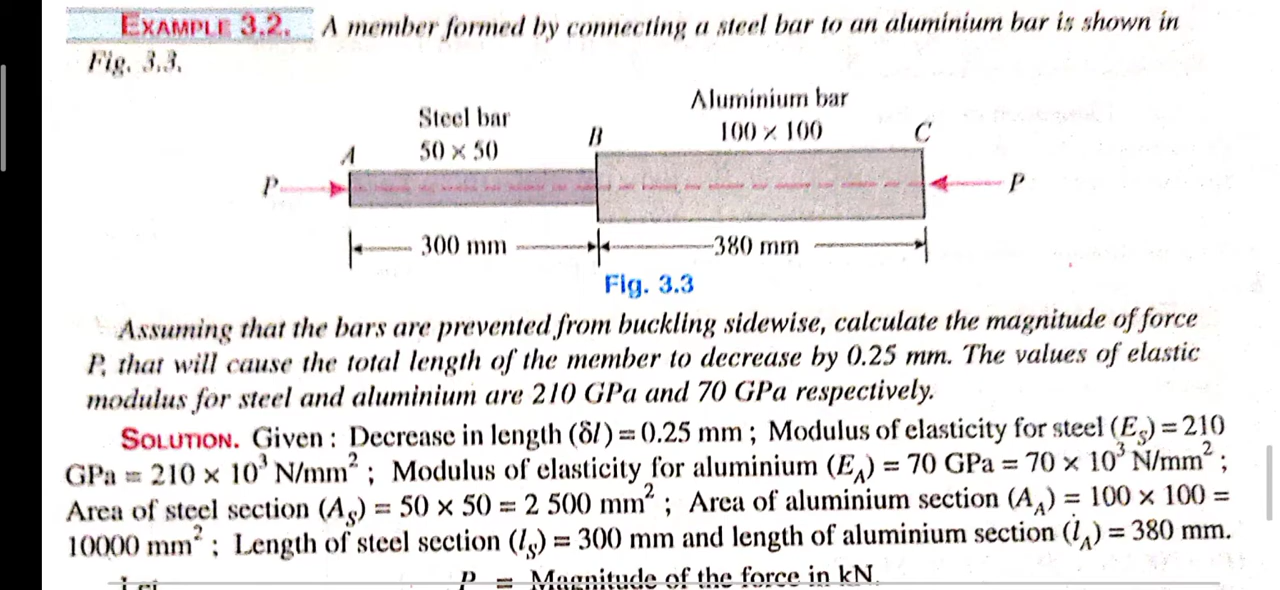 EXAMPLE 3.2. A member formed by connecting a steel bar to an aluminium bar is shown in
Fig. 3.3.
Aluminium bar
Steel bar
100 × 100
50 × 50
A
B
C
P
P
300 mm
380 mm
Fig. 3.3
Assuming that the bars are prevented from buckling sidewise, calculate the magnitude of force
P, that will cause the total length of the member to decrease by 0.25 mm. The values of elastic
modulus for steel and aluminium are 210 GPa and 70 GPa respectively.
SOLUTION. Given : Decrease in length (δl) = 0.25 mm ; Modulus of elasticity for steel (E_S) = 210
GPa = 210 × 10³ N/mm² ; Modulus of elasticity for aluminium (E_A) = 70 GPa = 70 × 10³ N/mm² ;
Area of steel section (A_S) = 50 × 50 = 2 500 mm² ; Area of aluminium section (A_A) = 100 × 100 =
10000 mm² ; Length of steel section (l_S) = 300 mm and length of aluminium section (l_A) = 380 mm.
P = Magnitude of the force in kN.